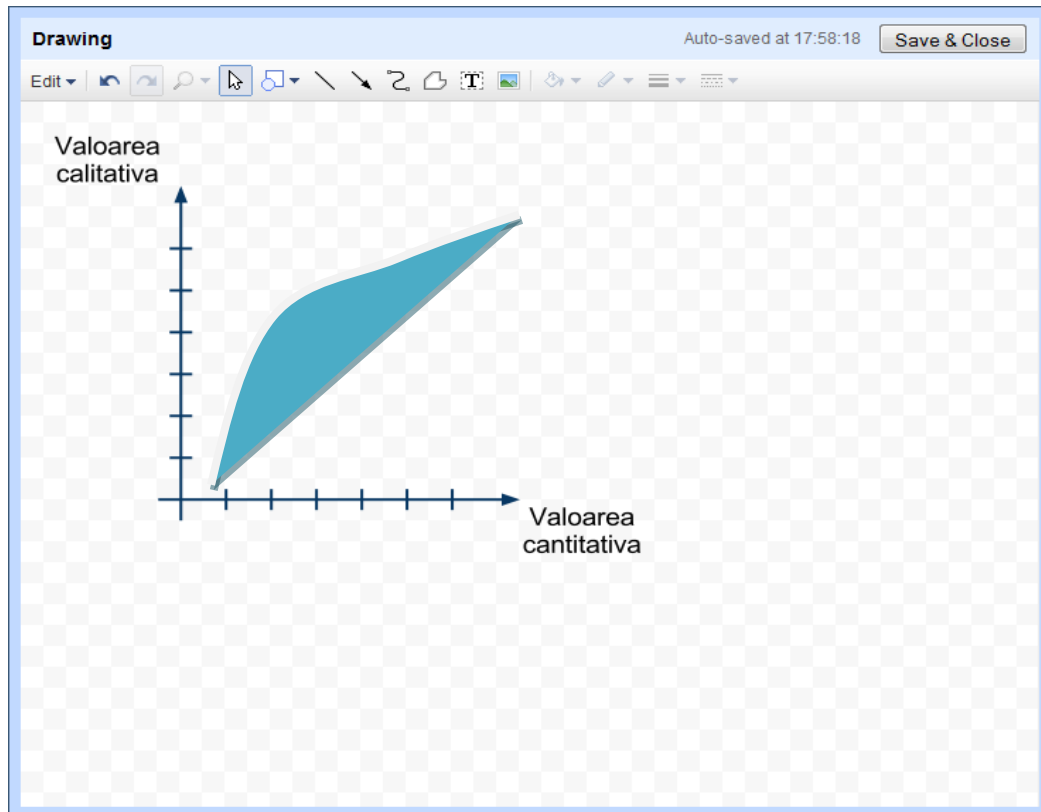 Drawing
Auto-saved at 17:58:18
Save & Close
Edit
T
Valoarea
calitativa
Valoarea
cantitativa